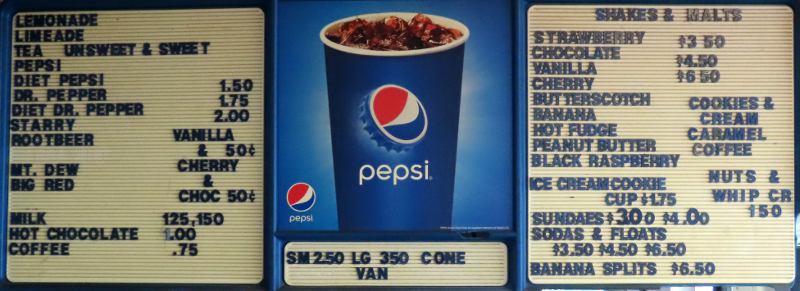 LEMONADE
LIMEADE
TEA UNSWEET & SWEET
PEPSI
DIET PEPSI 1.50
DR. PEPPER 1.75
DIET DR. PEPPER 2.00
STARRY
ROOTBEER VANILLA
& 50¢
MT. DEW CHERRY
BIG RED &
CHOC 50¢
MILK 125,150
HOT CHOCOLATE 1.00
COFFEE .75
pepsi
pepsi
SM 2.50 LG 350 CONE
VAN
SHAKES & MALTS
STRAWBERRY $3 50
CHOCOLATE $4.50
VANILLA $6 50
CHERRY
BUTTERSCOTCH COOKIES &
BANANA CREAM
HOT FUDGE CARAMEL
PEANUT BUTTER COFFEE
BLACK RASPBERRY
ICE CREAM COOKIE NUTS &
CUP $1.75 WHIP CR
150
SUNDAES $.300 $4.00
SODAS & FLOATS
$3.50 $4.50 $6.50
BANANA SPLITS $6.50